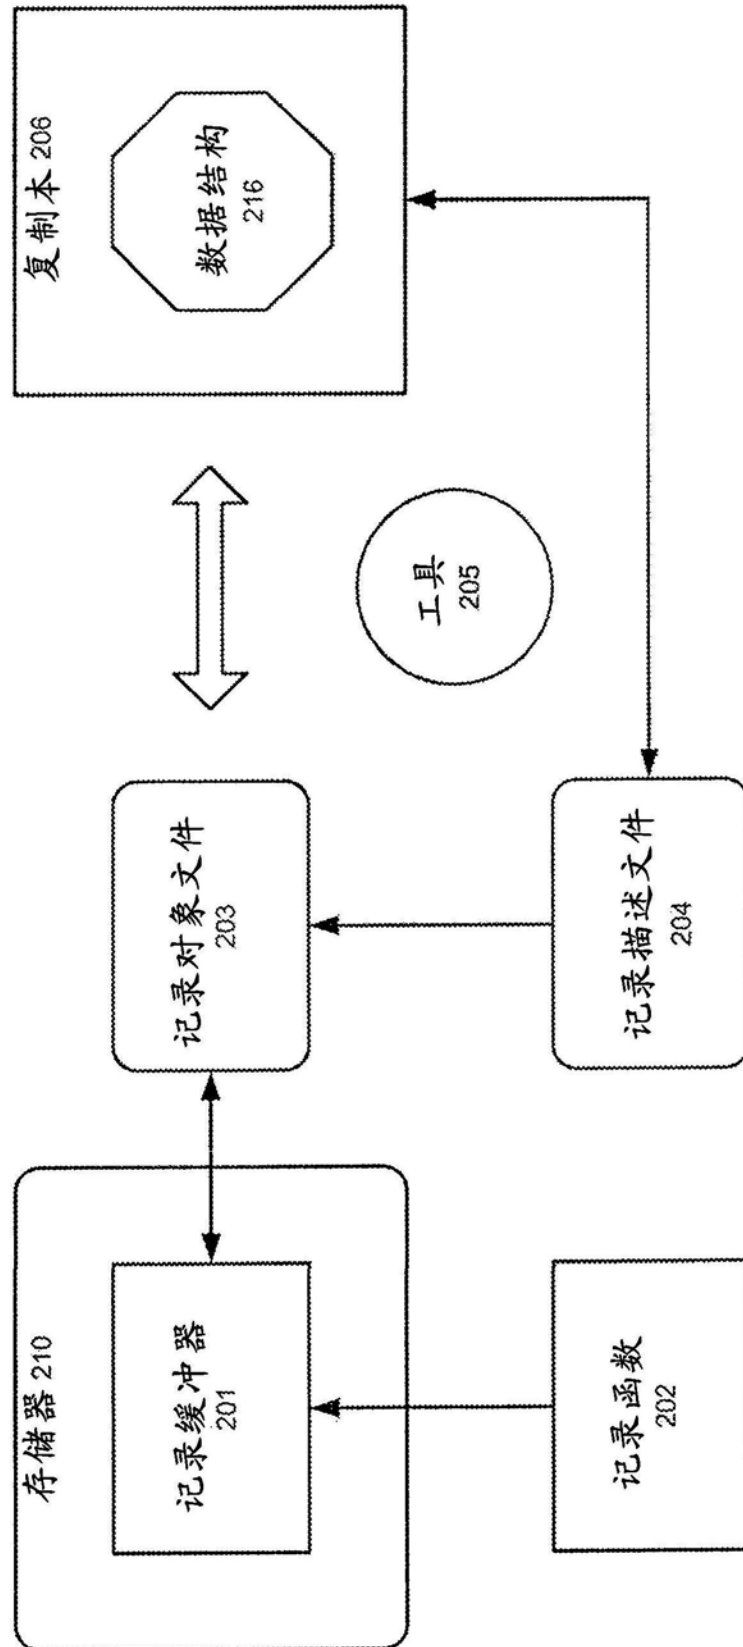 存储器 210
记录缓冲器
201
记录函数
202
记录对象文件
203
记录描述文件
204
工具
205
复制本 206
数据结构
216